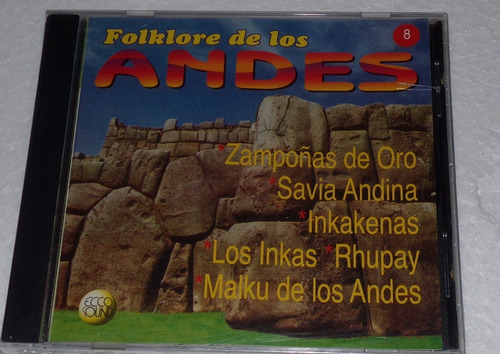 Folklore de los
8
ANDES
*Zampoñas de Oro
*Savia Andina
*Inkakenas
*Los Inkas *Rhupay
*Malku de los Andes
ECCO
SOUND